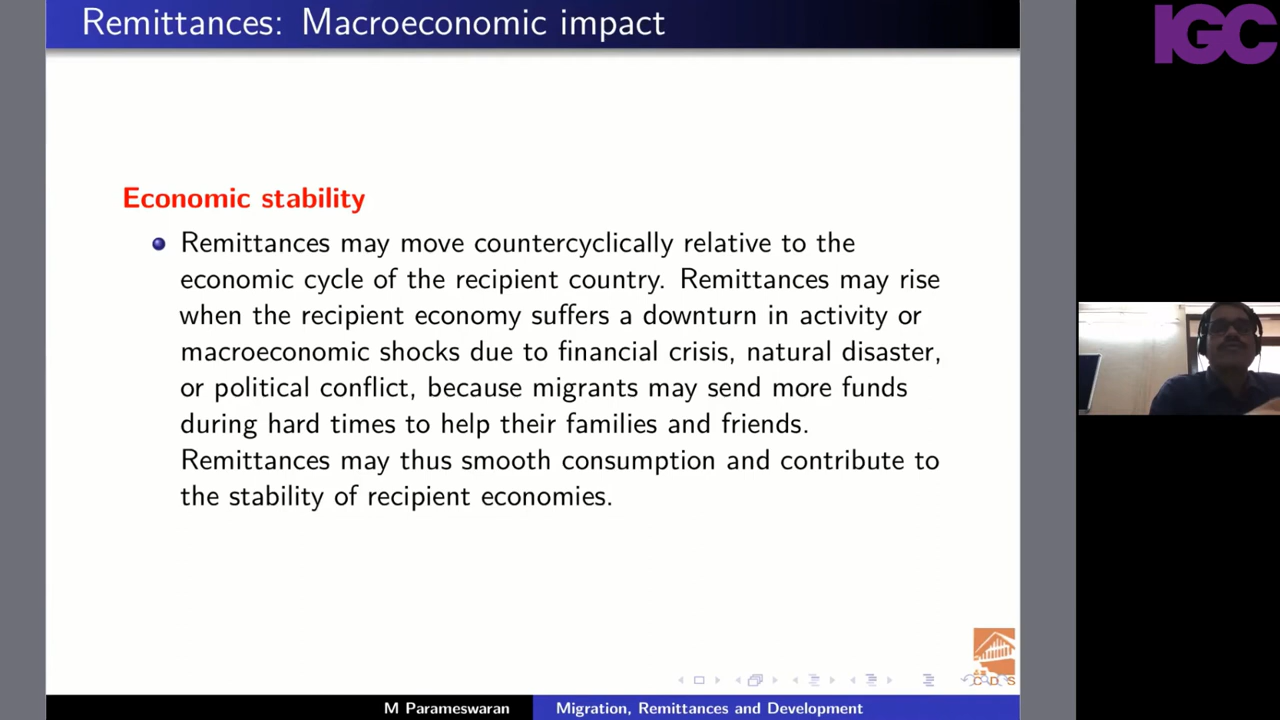 Remittances: Macroeconomic impact
IGC
Economic stability
Remittances may move countercyclically relative to the
economic cycle of the recipient country. Remittances may rise
when the recipient economy suffers a downturn in activity or
macroeconomic shocks due to financial crisis, natural disaster,
or political conflict, because migrants may send more funds
during hard times to help their families and friends.
Remittances may thus smooth consumption and contribute to
the stability of recipient economies.
CDS
M Parameswaran
Migration, Remittances and Development